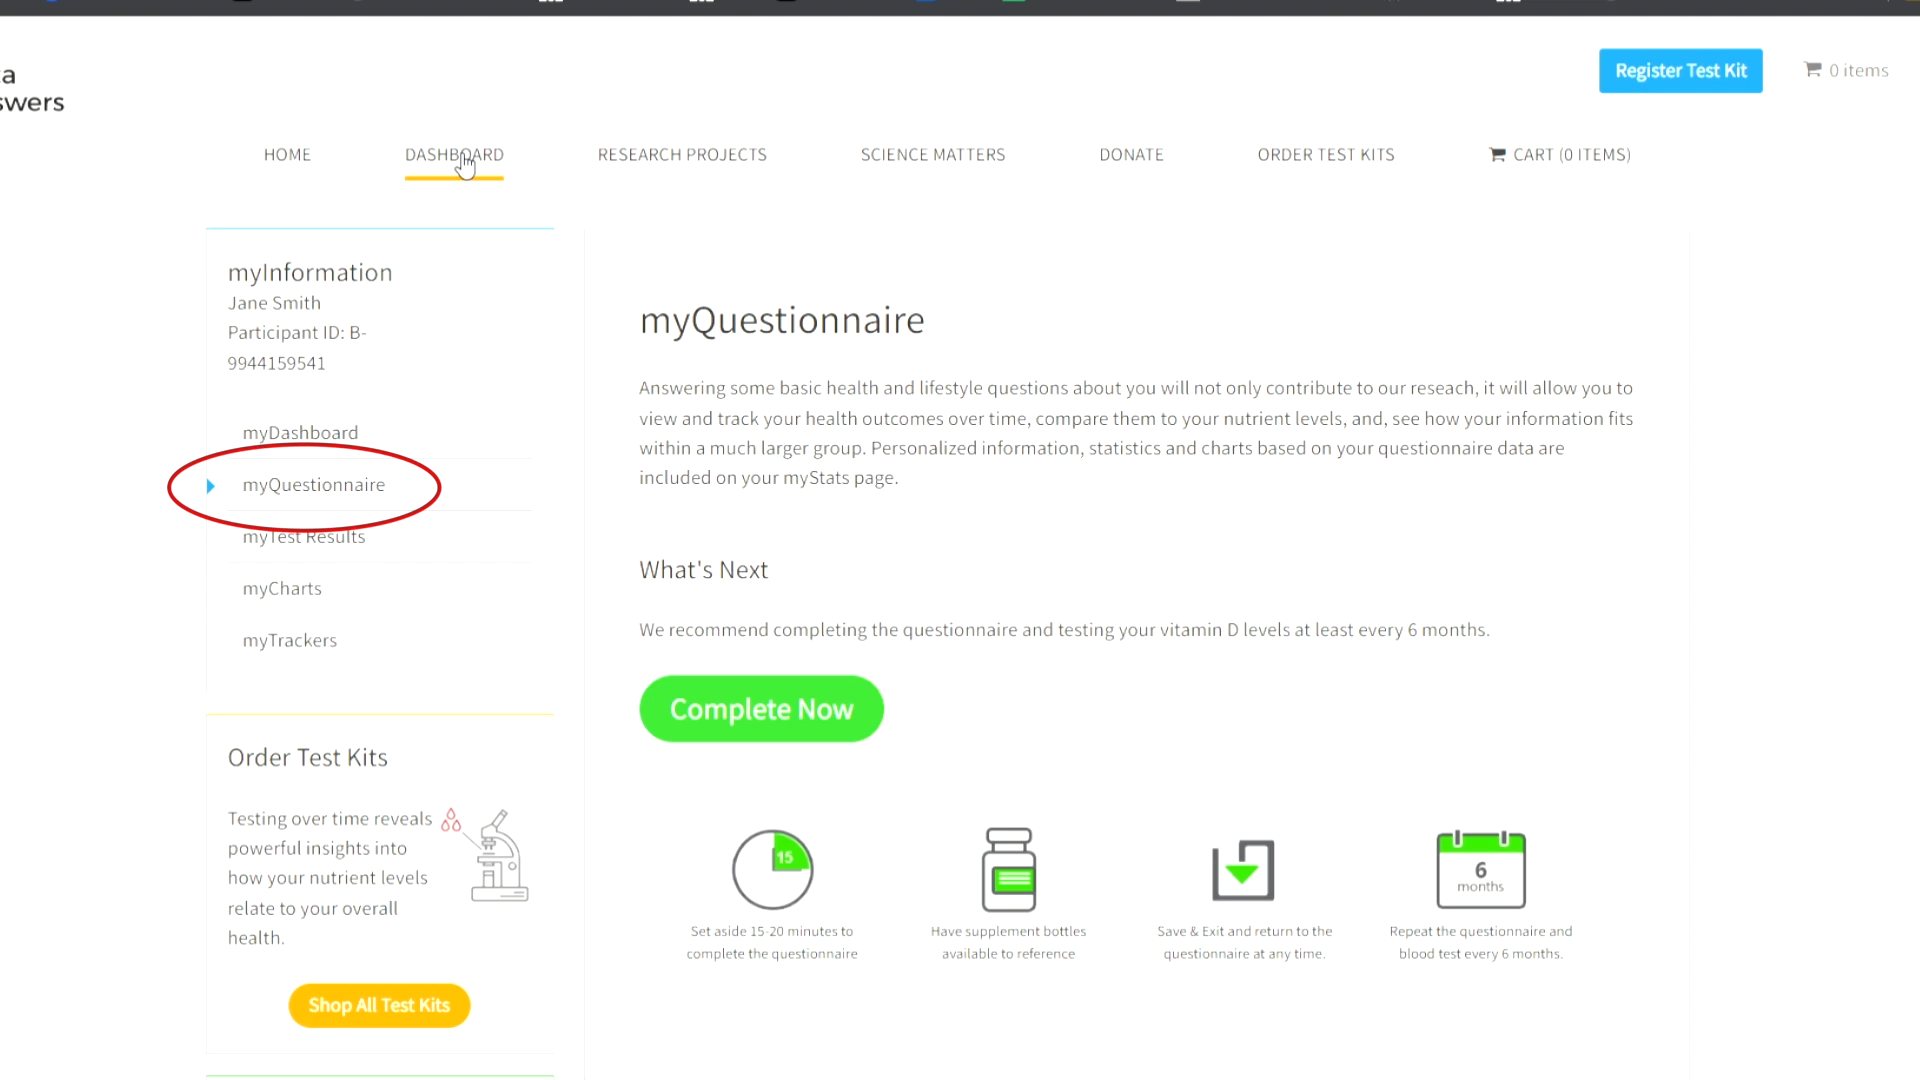 a
swers
Register Test Kit
0 items
HOME
DASHBOARD
RESEARCH PROJECTS
SCIENCE MATTERS
DONATE
ORDER TEST KITS
CART (0 ITEMS)
myInformation
Jane Smith
Participant ID: B-
9944159541
myDashboard
myQuestionnaire
myTest Results
myCharts
myTrackers
Order Test Kits
Testing over time reveals
powerful insights into
how your nutrient levels
relate to your overall
health.
Shop All Test Kits
myQuestionnaire
Answering some basic health and lifestyle questions about you will not only contribute to our reseach, it will allow you to
view and track your health outcomes over time, compare them to your nutrient levels, and, see how your information fits
within a much larger group. Personalized information, statistics and charts based on your questionnaire data are
included on your myStats page.
What's Next
We recommend completing the questionnaire and testing your vitamin D levels at least every 6 months.
Complete Now
15
Set aside 15-20 minutes to
complete the questionnaire
Have supplement bottles
available to reference
Save & Exit and return to the
questionnaire at any time.
6
months
Repeat the questionnaire and
blood test every 6 months.